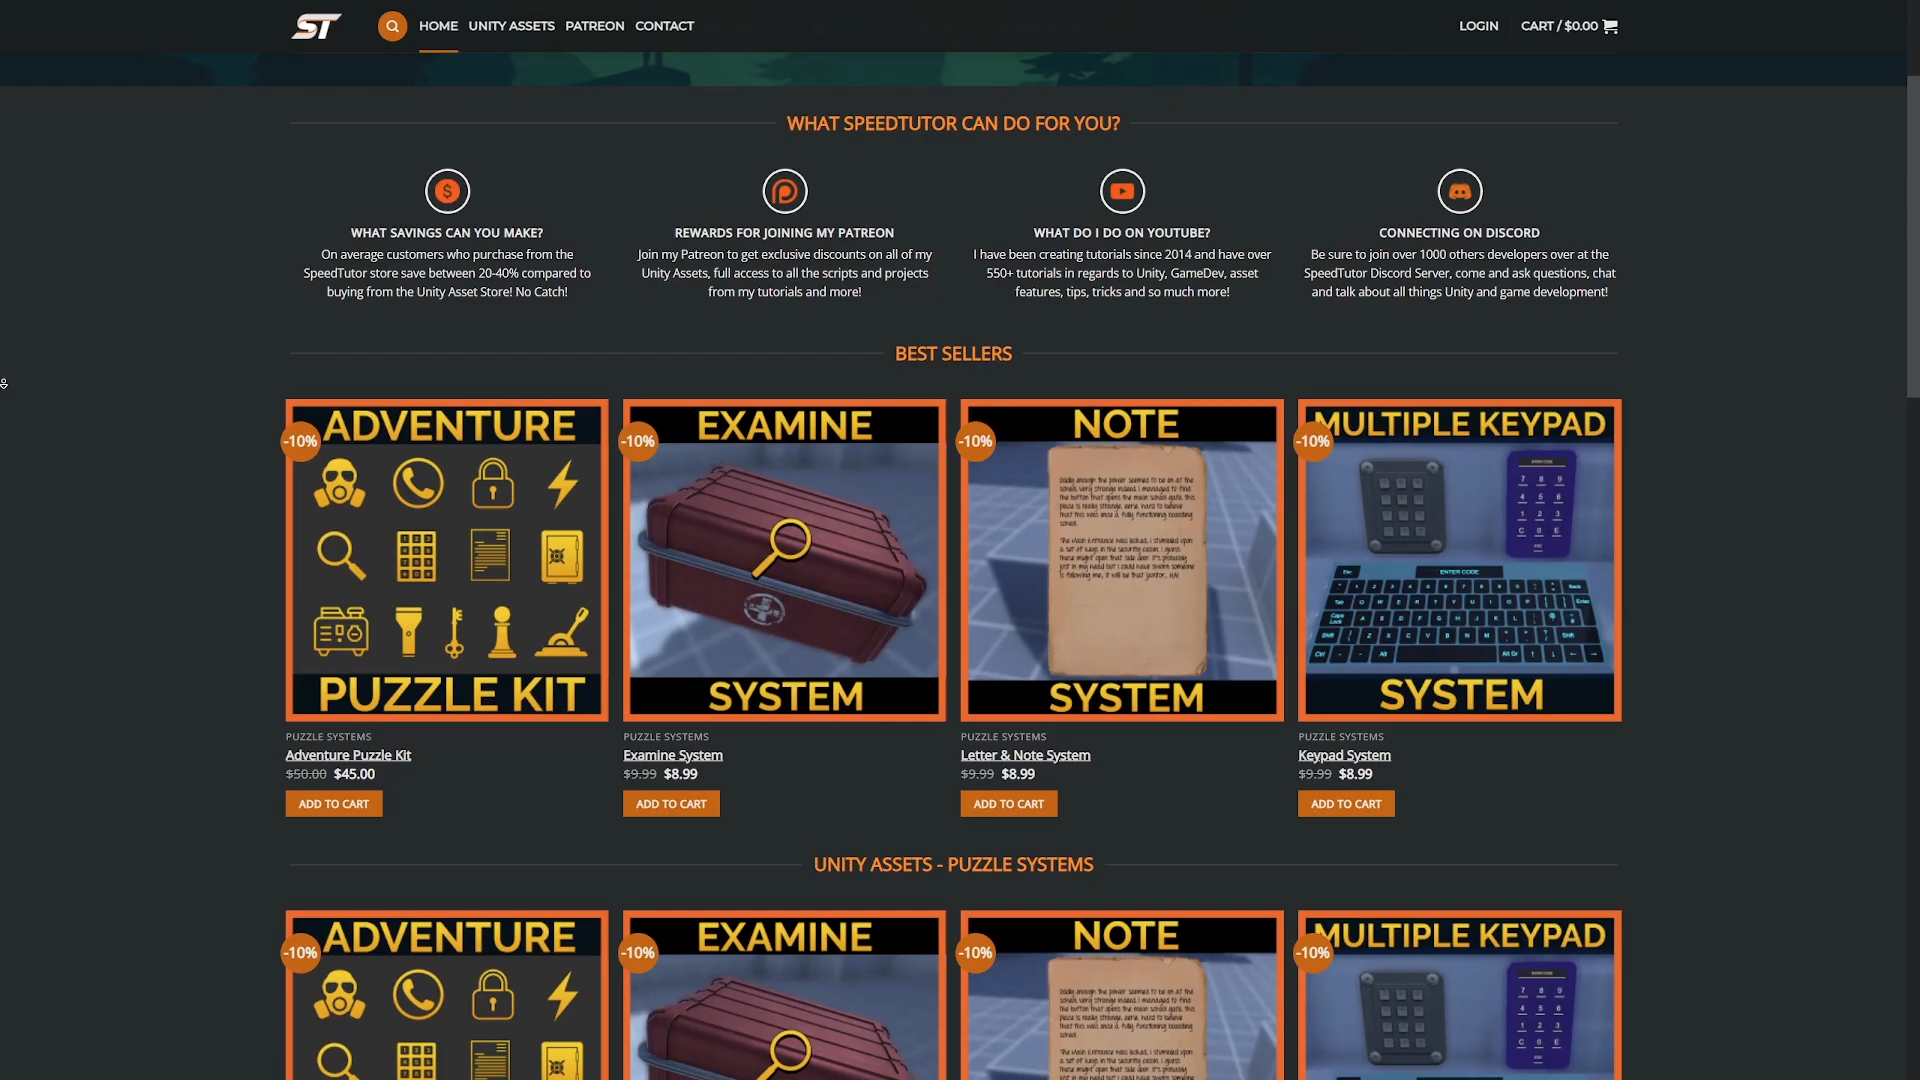 ST
HOME
UNITY ASSETS
PATREON
CONTACT
LOGIN
CART / $0.00
WHAT SPEEDTUTOR CAN DO FOR YOU?
WHAT SAVINGS CAN YOU MAKE?
On average customers who purchase from the
SpeedTutor store save between 20-40% compared to
buying from the Unity Asset Store! No Catch!
REWARDS FOR JOINING MY PATREON
Join my Patreon to get exclusive discounts on all of my
Unity Assets, full access to all the scripts and projects
from my tutorials and more!
WHAT DO I DO ON YOUTUBE?
I have been creating tutorials since 2014 and have over
550+ tutorials in regards to Unity, GameDev, asset
features, tips, tricks and so much more!
CONNECTING ON DISCORD
Be sure to join over 1000 others developers over at the
SpeedTutor Discord Server, come and ask questions, chat
and talk about all things Unity and game development!
BEST SELLERS
-10%
ADVENTURE
PUZZLE KIT
PUZZLE SYSTEMS
Adventure Puzzle Kit
$50.00 $45.00
ADD TO CART
-10%
EXAMINE
SYSTEM
PUZZLE SYSTEMS
Examine System
$9.99 $8.99
ADD TO CART
-10%
NOTE
SYSTEM
PUZZLE SYSTEMS
Letter & Note System
$9.99 $8.99
ADD TO CART
-10%
MULTIPLE KEYPAD
ENTER CODE
SYSTEM
PUZZLE SYSTEMS
Keypad System
$9.99 $8.99
ADD TO CART
UNITY ASSETS - PUZZLE SYSTEMS
-10%
ADVENTURE
-10%
EXAMINE
-10%
NOTE
-10%
MULTIPLE KEYPAD